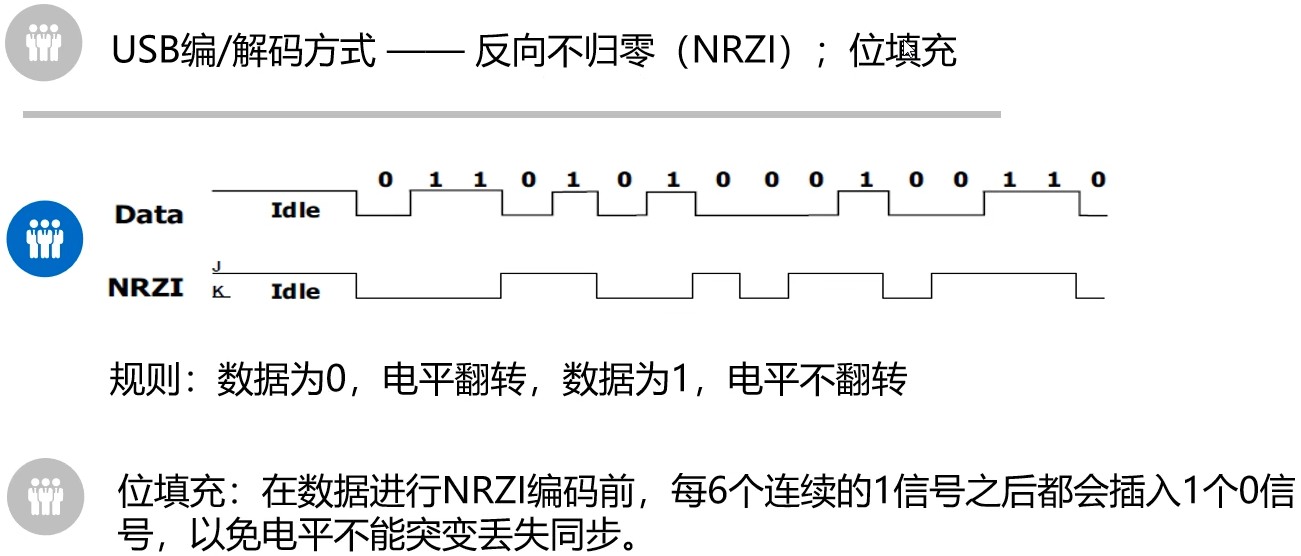 USB编/解码方式 —— 反向不归零（NRZI）; 位填充
0 1 1 0 1 0 1 0 0 0 1 0 0 1 1 0
Data Idle
J
NRZI K Idle
规则：数据为0，电平翻转，数据为1，电平不翻转
位填充：在数据进行NRZI编码前，每6个连续的1信号之后都会插入1个0信
号，以免电平不能突变丢失同步。